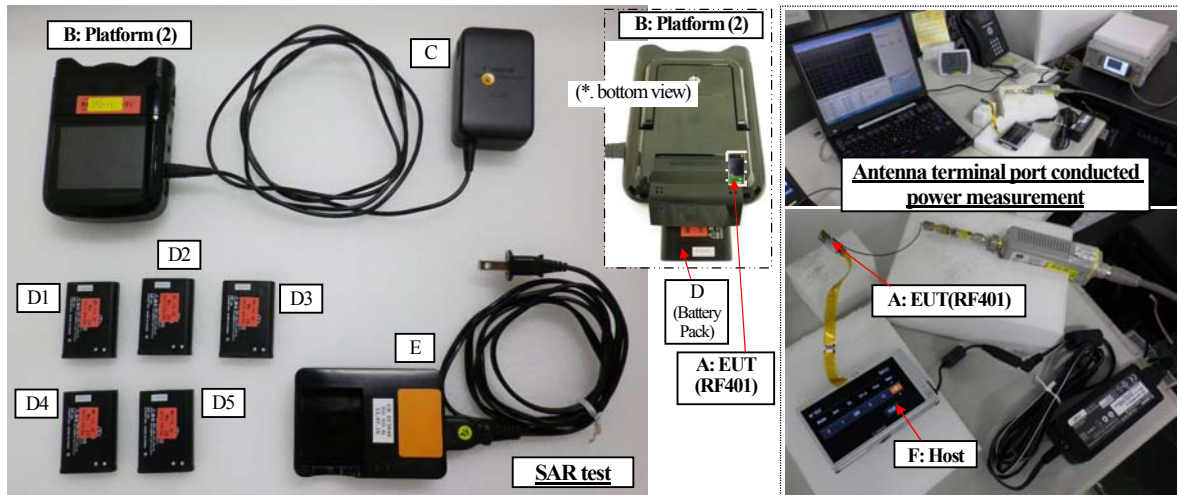 B: Platform (2)
C
D2
D1
D3
D4
D5
E
SAR test
B: Platform (2)
(*. bottom view)
D
(Battery
Pack)
A: EUT
(RF401)
Antenna terminal port conducted
power measurement
A: EUT(RF401)
F: Host